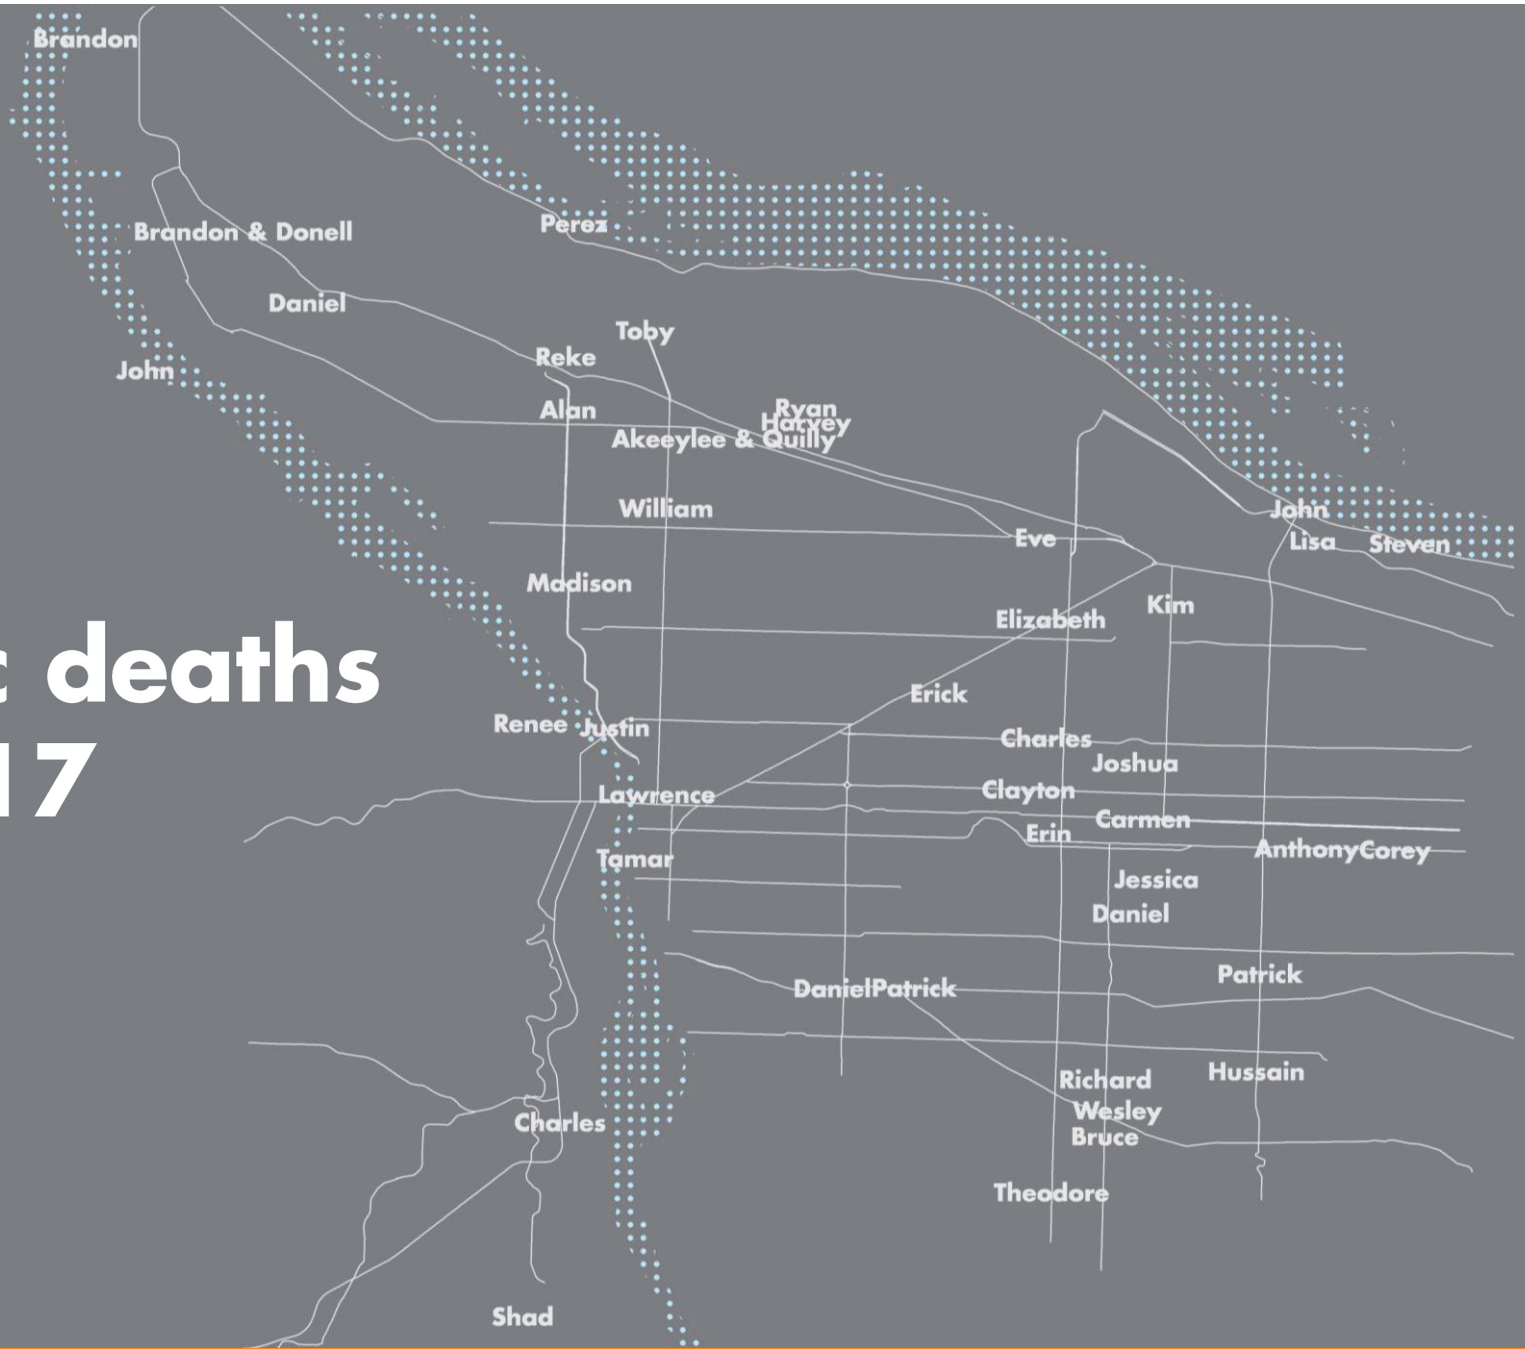 Brandon
Brandon & Donell
Perez
Daniel
Toby
Reke
John
Alan
Ryan
Harvey
Akeeylee & Quilly
William
John
Eve
Lisa
Steven
Madison
Kim
Elizabeth
deaths
Erick
Renee
Justin
Charles
Joshua
17
Clayton
Lawrence
Carmen
Erin
AnthonyCorey
Tamar
Jessica
Daniel
Patrick
DanielPatrick
Hussain
Richard
Wesley
Charles
Bruce
Theodore
Shad